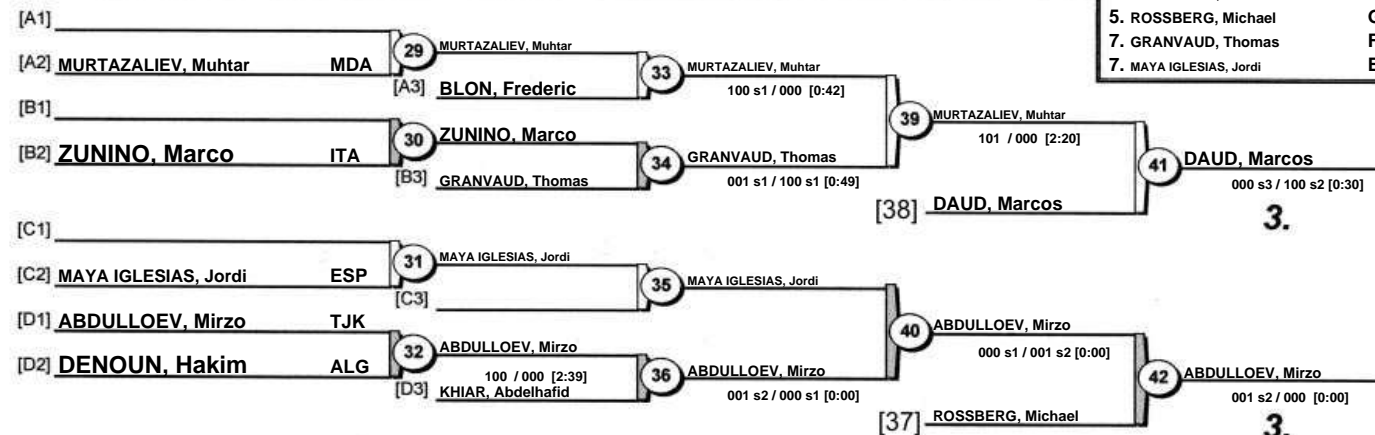 5. ROSSBERG, Michael
7. GRANVAUD, Thomas
7. MAYA IGLESIAS, Jordi
[A1]
[A2] MURTAZALIEV, Muhtar MDA
29
MURTAZALIEV, Muhtar
[A3] BLON, Frederic
33
MURTAZALIEV, Muhtar
100 s1 / 000 [0:42]
[B1]
[B2] ZUNINO, Marco ITA
30
ZUNINO, Marco
[B3] GRANVAUD, Thomas
34
GRANVAUD, Thomas
001 s1 / 100 s1 [0:49]
39
MURTAZALIEV, Muhtar
101 / 000 [2:20]
[38] DAUD, Marcos
41
DAUD, Marcos
000 s3 / 100 s2 [0:30]
3.
[C1]
[C2] MAYA IGLESIAS, Jordi ESP
31
MAYA IGLESIAS, Jordi
[C3]
35
MAYA IGLESIAS, Jordi
[D1] ABDULLOEV, Mirzo TJK
[D2] DENOUN, Hakim ALG
32
ABDULLOEV, Mirzo
100 / 000 [2:39]
[D3] KHIAR, Abdelhafid
36
ABDULLOEV, Mirzo
001 s2 / 000 s1 [0:00]
40
ABDULLOEV, Mirzo
000 s1 / 001 s2 [0:00]
[37] ROSSBERG, Michael
42
ABDULLOEV, Mirzo
001 s2 / 000 [0:00]
3.